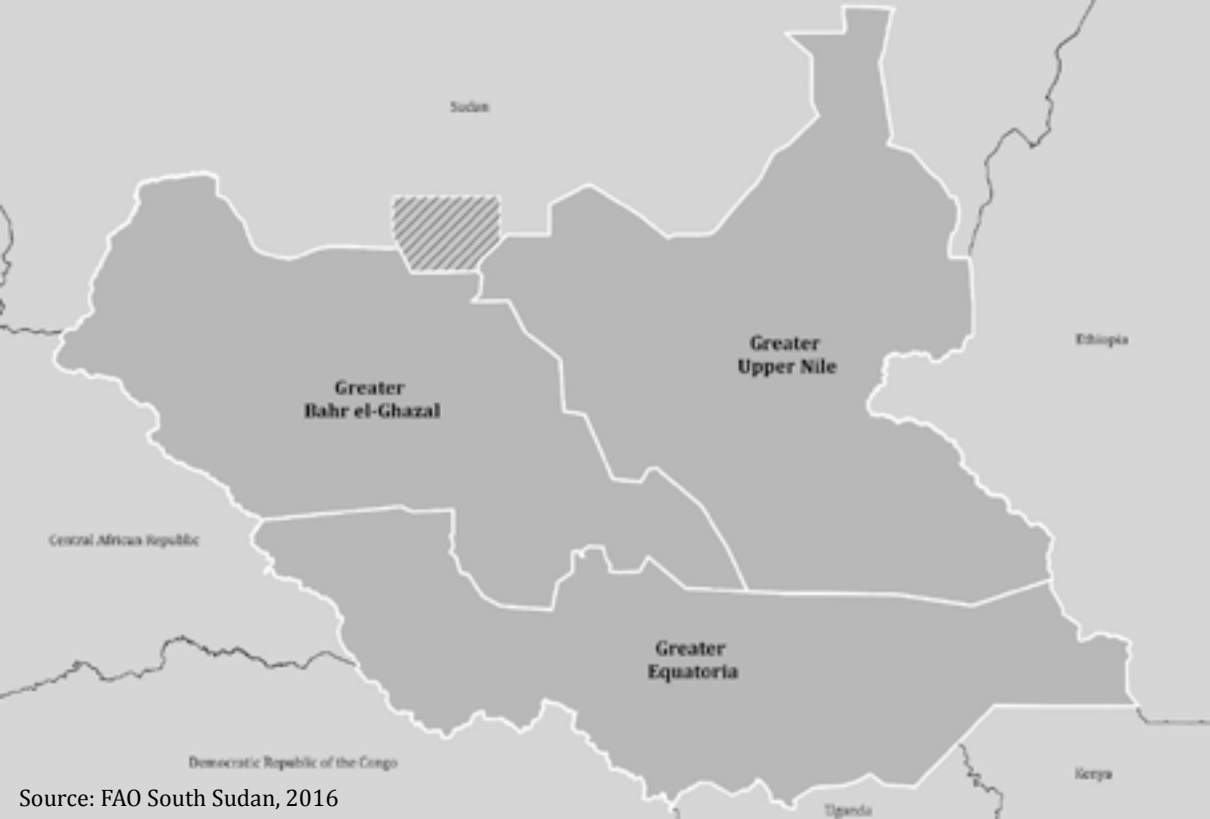 Sudan
Ethiopia
Greater
Upper Nile
Greater
Bahr el-Ghazal
Central African Republic
Greater
Equatoria
Democratic Republic of the Congo
Kenya
Source: FAO South Sudan, 2016
Uganda